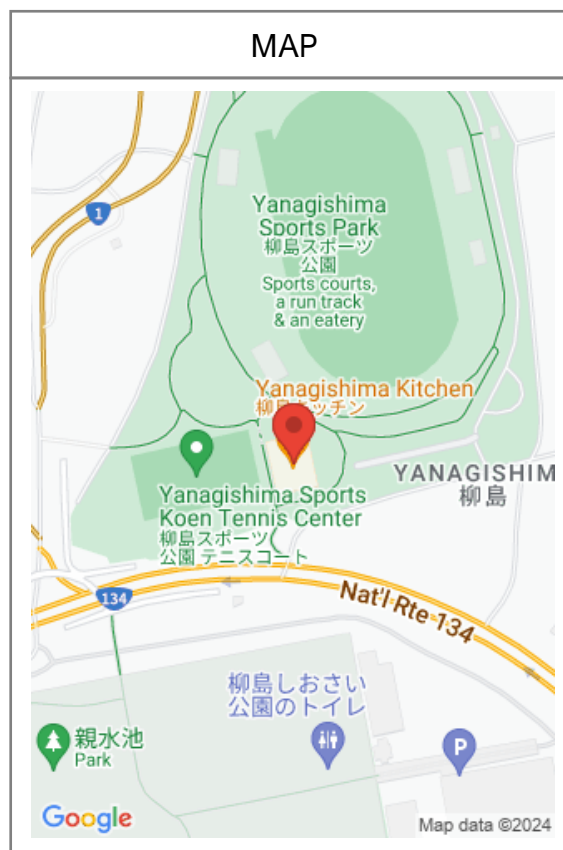 MAP
1
Yanagishima
Sports Park
柳島スポーツ
公園
Sports courts,
a run track
& an eatery
Yanagishima Kitchen
柳島キッチン
YANAGISHIM
柳島
Yanagishima Sports
Koen Tennis Center
柳島スポーツ
公園 テニスコート
134
Nat'l Rte 134
柳島しおさい
公園のトイレ
親水池
Park
P
Google
Map data ©2024